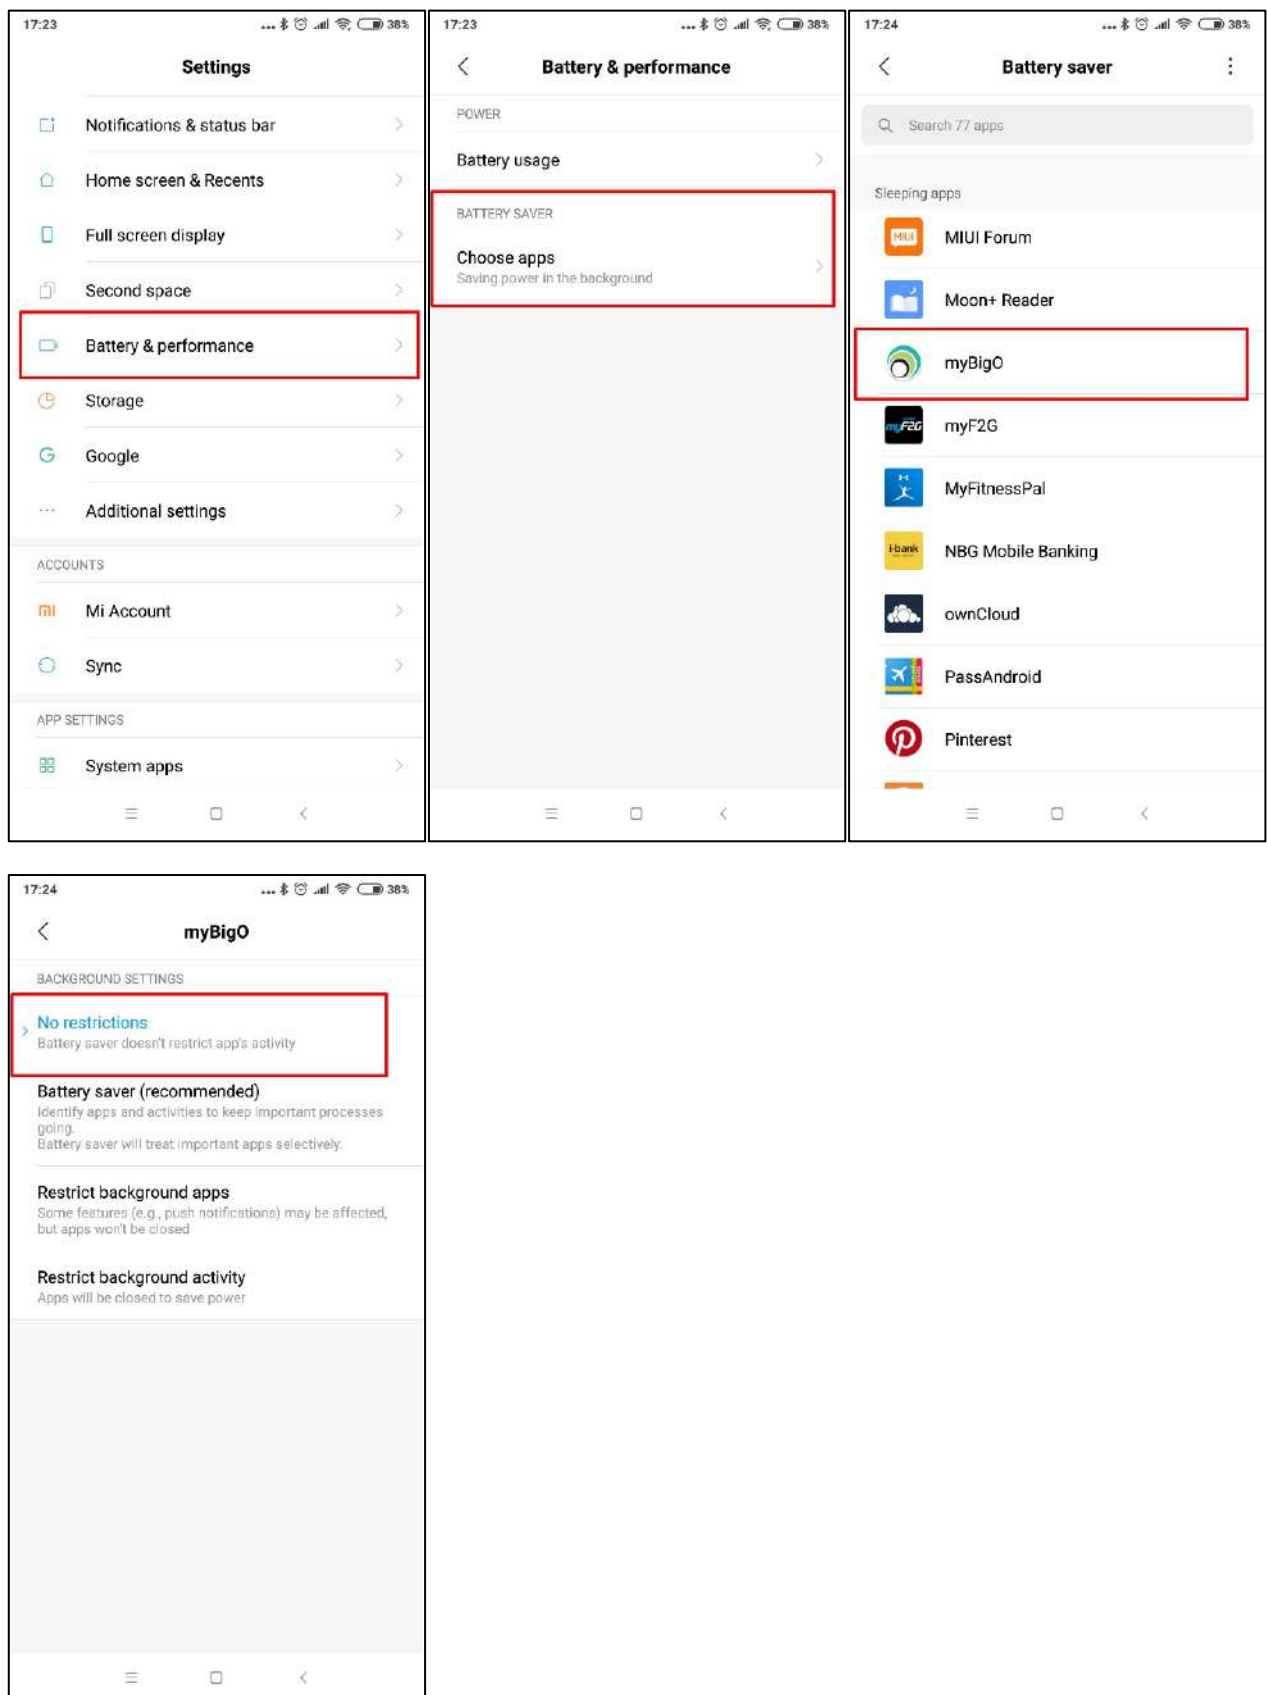 17:23
38%
Settings
Notifications & status bar
Home screen & Recents
Full screen display
Second space
Battery & performance
Storage
Google
Additional settings
ACCOUNTS
Mi Account
Sync
APP SETTINGS
System apps
17:23
38%
Battery & performance
POWER
Battery usage
BATTERY SAVER
Choose apps
Saving power in the background
17:24
38%
Battery saver
Search 77 apps
Sleeping apps
MIUI
MIUI Forum
Moon+ Reader
myBigO
myF2G
myF2G
MyFitnessPal
i-bank
NBG Mobile Banking
ownCloud
PassAndroid
Pinterest
17:24
38%
myBigO
BACKGROUND SETTINGS
No restrictions
Battery saver doesn't restrict app's activity
Battery saver (recommended)
Identify apps and activities to keep important processes
going.
Battery saver will treat important apps selectively.
Restrict background apps
Some features (e.g., push notifications) may be affected,
but apps won't be closed
Restrict background activity
Apps will be closed to save power